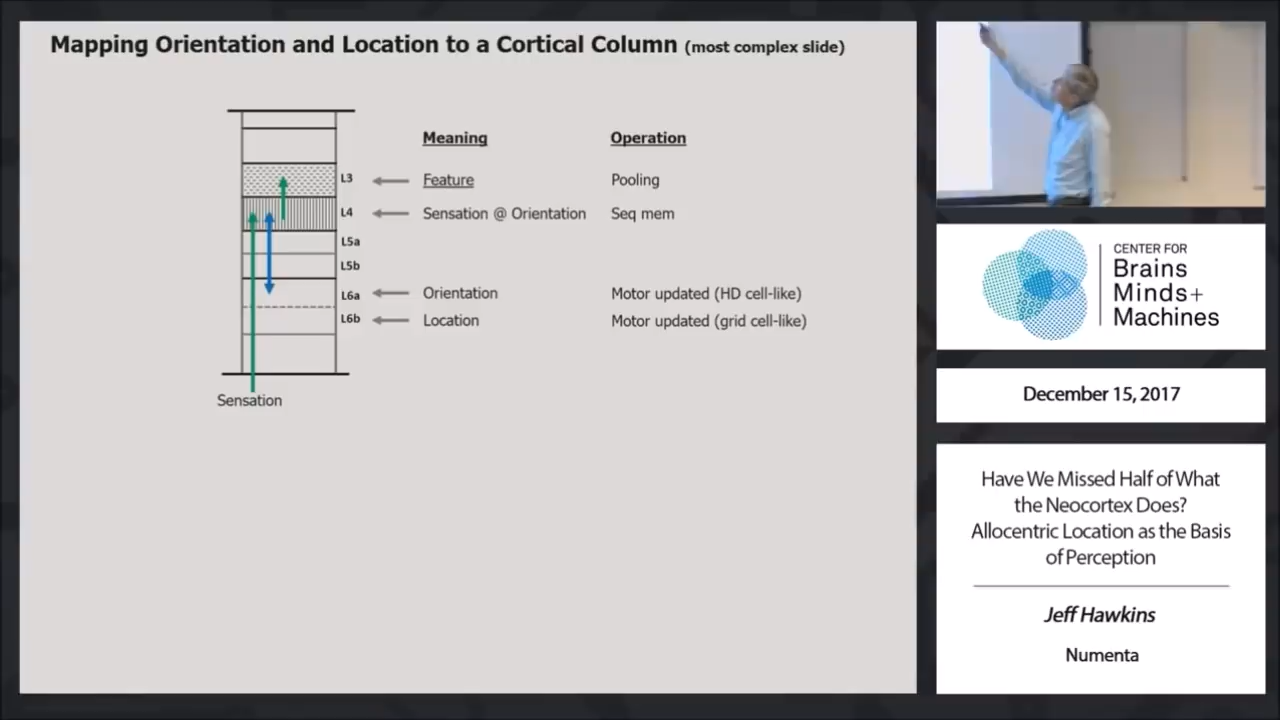 Mapping Orientation and Location to a Cortical Column (most complex slide)
Meaning Operation
L3 Feature Pooling
L4 Sensation @ Orientation Seq mem
L5a
L5b
L6a Orientation Motor updated (HD cell-like)
L6b Location Motor updated (grid cell-like)
Sensation
CENTER FOR
Brains
Minds+
Machines
December 15, 2017
Have We Missed Half of What
the Neocortex Does?
Allocentric Location as the Basis
of Perception
Jeff Hawkins
Numenta